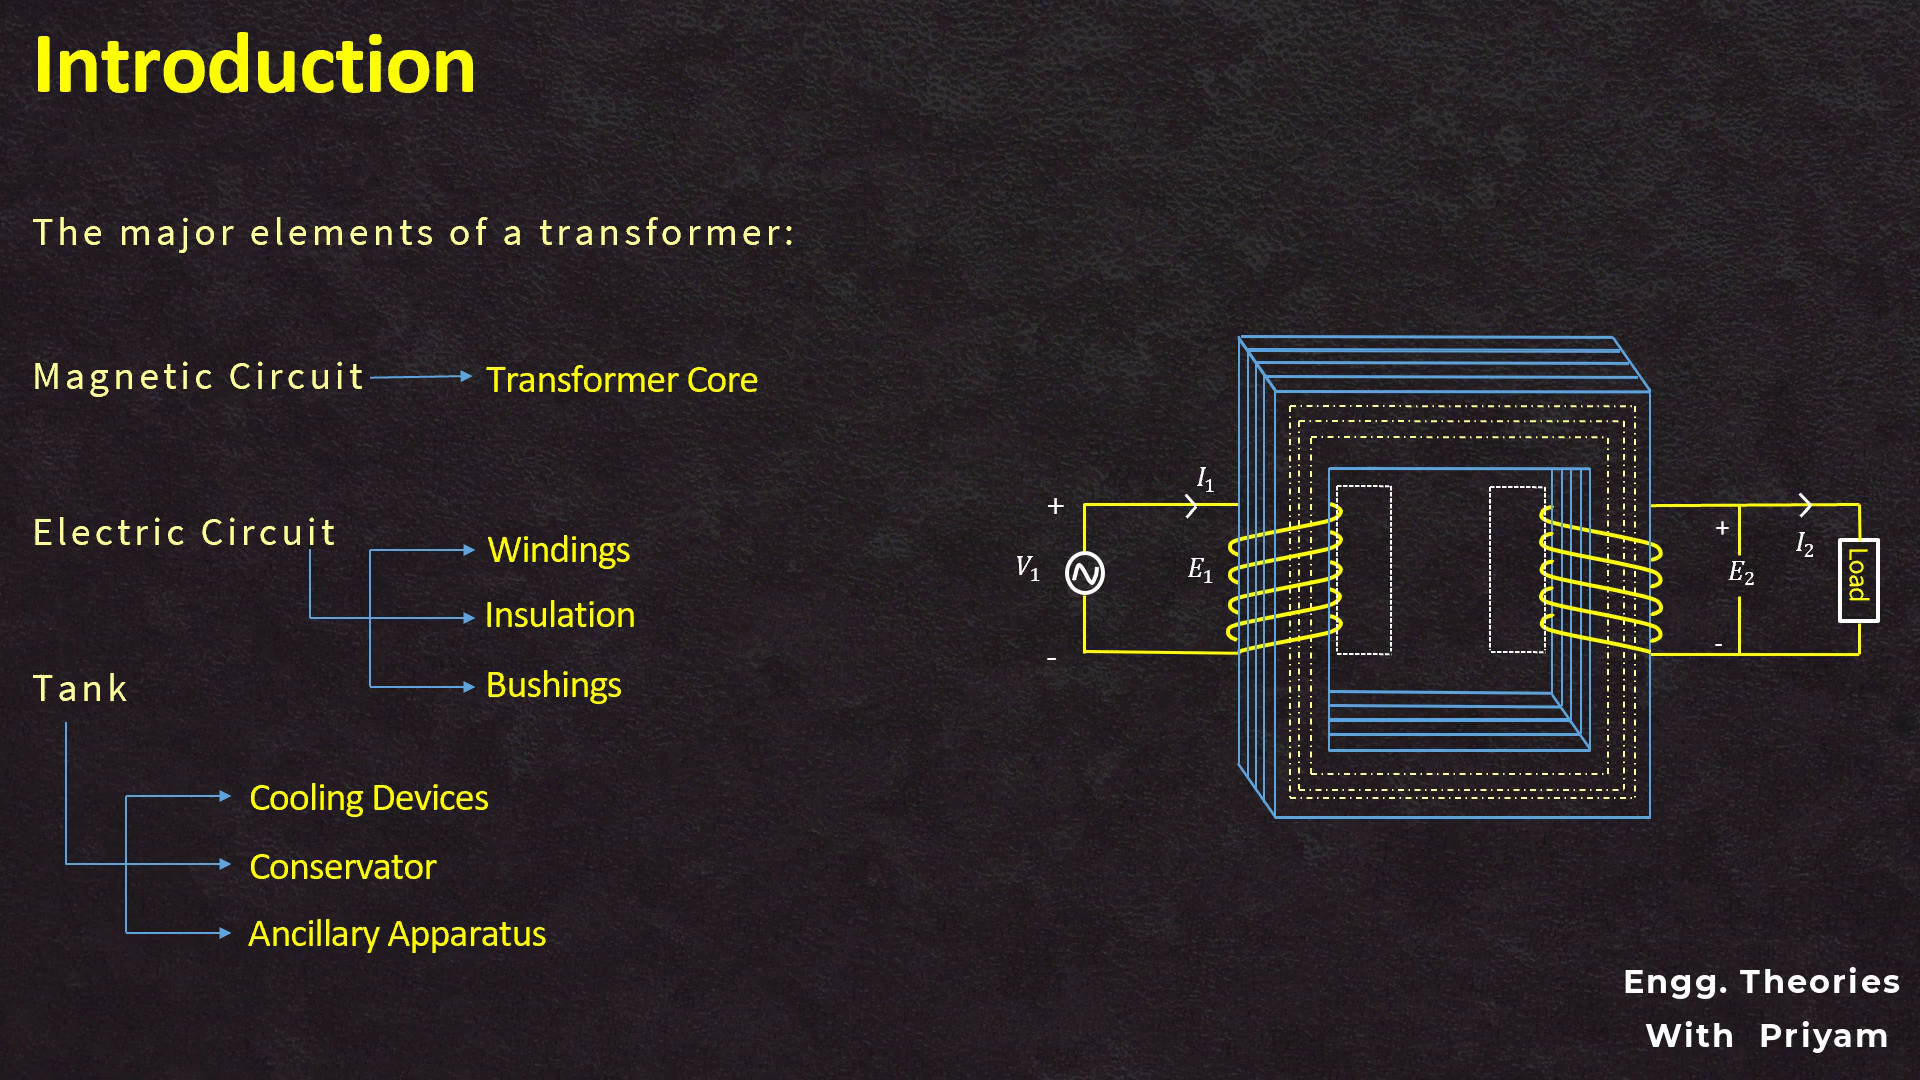 Introduction
The major elements of a transformer:
Magnetic Circuit
Transformer Core
Electric Circuit
Windings
Insulation
Bushings
Tank
Cooling Devices
Conservator
Ancillary Apparatus
I₁
+
V₁
E₁
-
+
I₂
E₂
Load
-
Engg. Theories
With Priyam